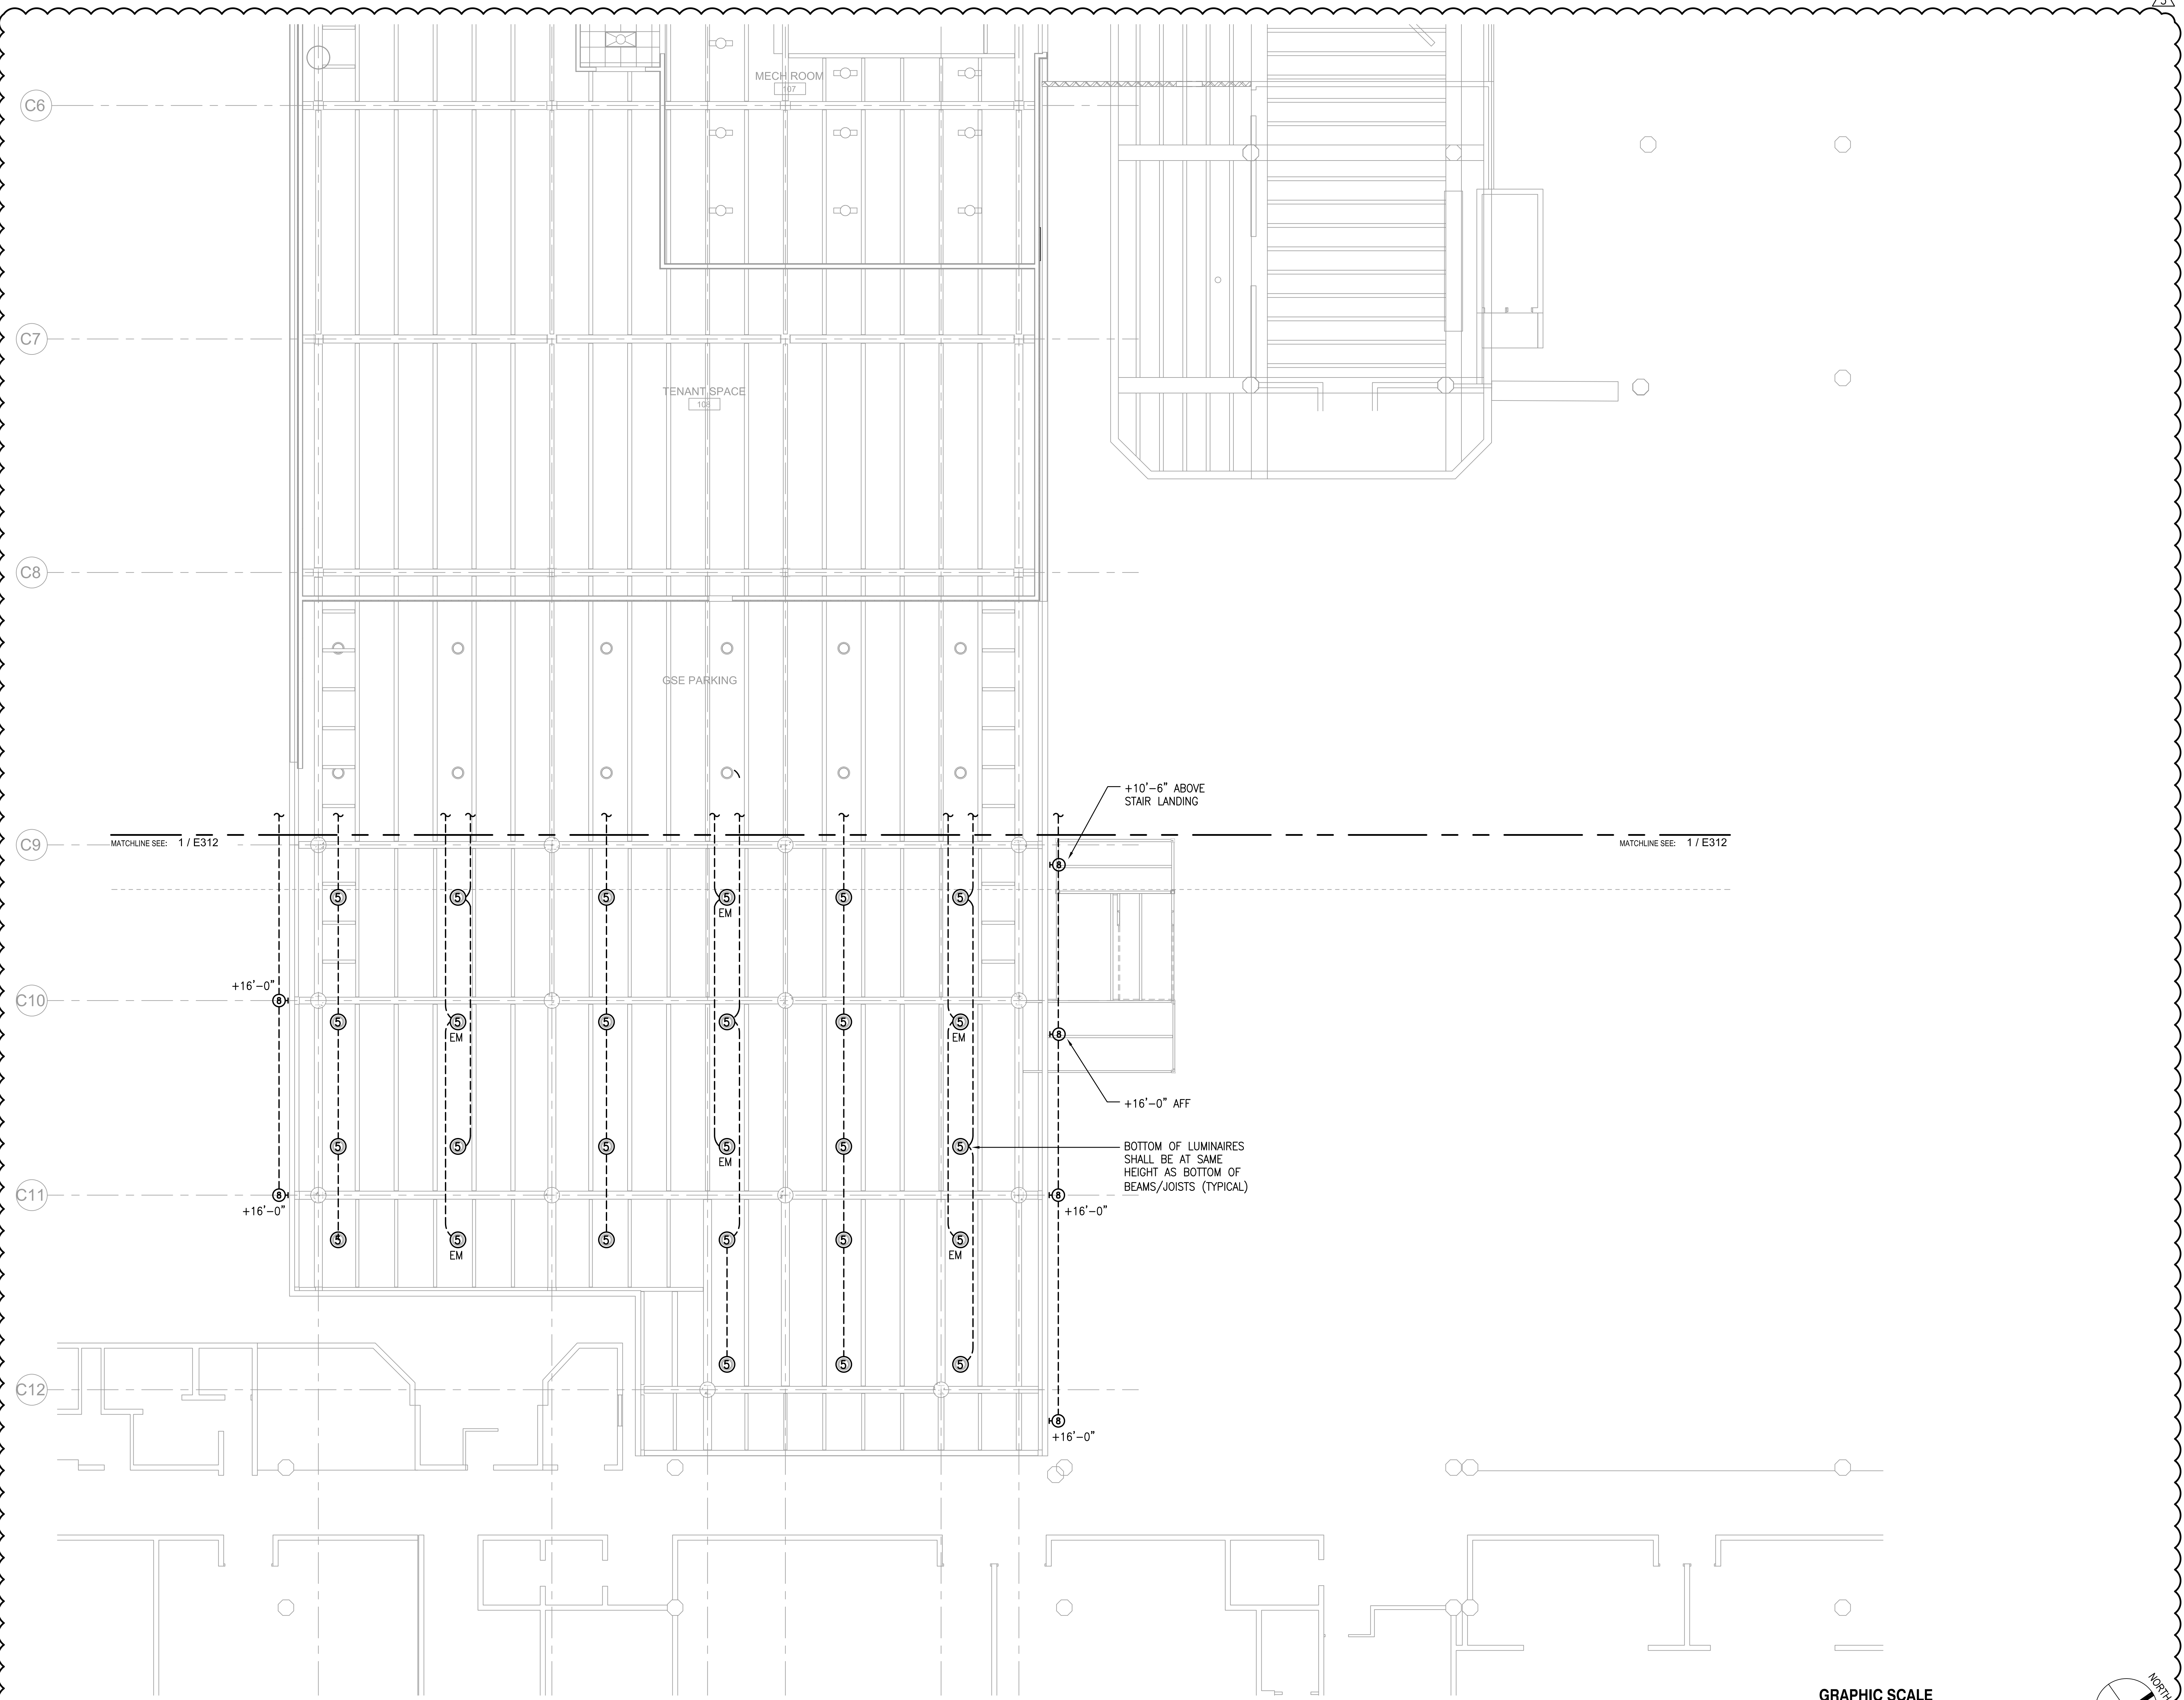 3
C6
MECH ROOM
107
C7
TENANT SPACE
C8
GSE PARKING
+10'-6" ABOVE
STAIR LANDING
C9
MATCHLINE SEE: 1 / E312
MATCHLINE SEE: 1 / E312
8
5 5 5 5 5 5
EM
+16'-0"
C10
8
5 5 5 5 5 5
EM EM
8
+16'-0" AFF
5 5 5 5 5 5
EM
BOTTOM OF LUMINAIRES
SHALL BE AT SAME
HEIGHT AS BOTTOM OF
BEAMS/JOISTS (TYPICAL)
C11
8 8
+16'-0" +16'-0"
5 5 5 5 5 5
EM EM
5 5 5
C12
8
+16'-0"
GRAPHIC SCALE
NORTH